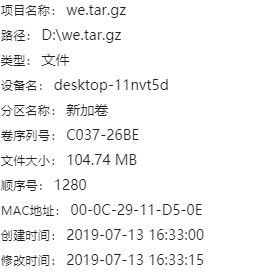 项目名称: we.tar.gz
路径: D:\we.tar.gz
类型: 文件
设备名: desktop-11nvt5d
分区名称: 新加卷
卷序列号: C037-26BE
文件大小: 104.74 MB
顺序号: 1280
MAC地址: 00-0C-29-11-D5-0E
创建时间: 2019-07-13 16:33:00
修改时间: 2019-07-13 16:33:15